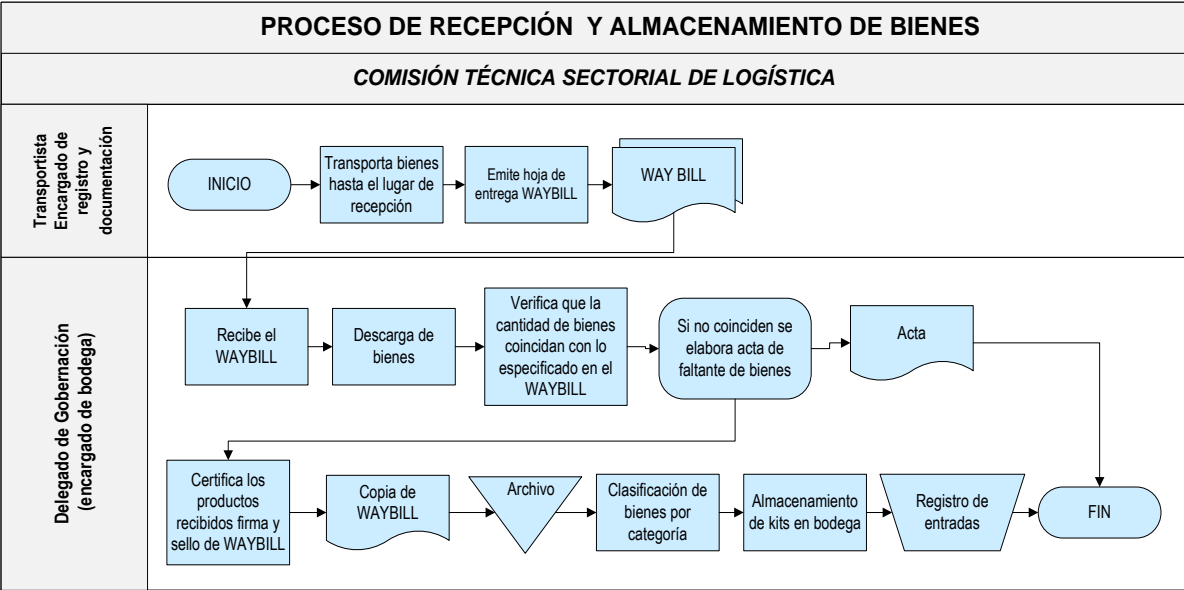 PROCESO DE RECEPCIÓN Y ALMACENAMIENTO DE BIENES
COMISIÓN TÉCNICA SECTORIAL DE LOGÍSTICA
Transportista
Encargado de
registro y
documentación
INICIO
Transporta bienes
hasta el lugar de
recepción
Emite hoja de
entrega WAYBILL
WAY BILL
Delegado de Gobernación
(encargado de bodega)
Recibe el
WAYBILL
Descarga de
bienes
Verifica que la
cantidad de bienes
coincidan con lo
especificado en el
WAYBILL
Si no coinciden se
elabora acta de
faltante de bienes
Acta
Certifica los
productos
recibidos firma y
sello de WAYBILL
Copia de
WAYBILL
Archivo
Clasificación de
bienes por
categoría
Almacenamiento
de kits en bodega
Registro de
entradas
FIN